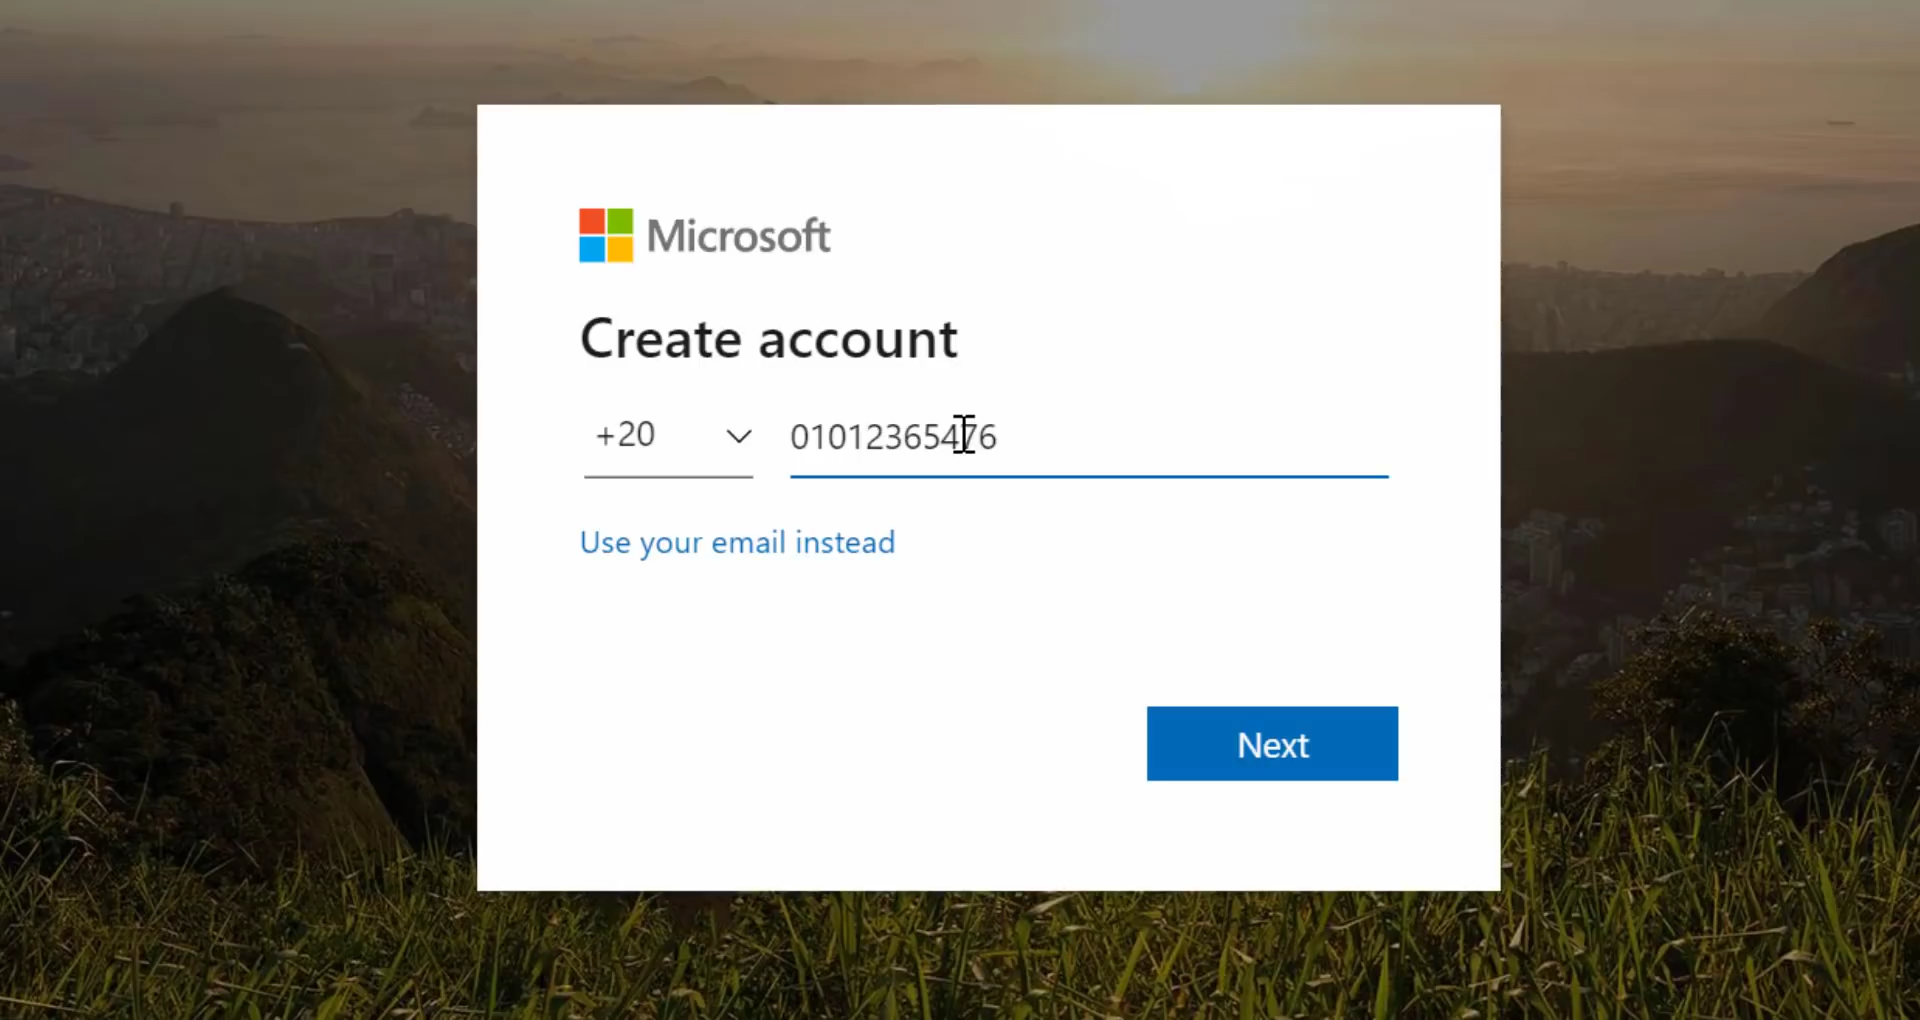 Microsoft
Create account
+20 01012365476
Use your email instead
Next